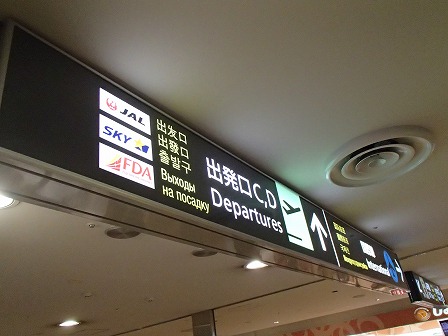 JAL
SKY
FDA
出发口
出發口
출발구
Выходы
на посадку
出発口C,D
Departures
International